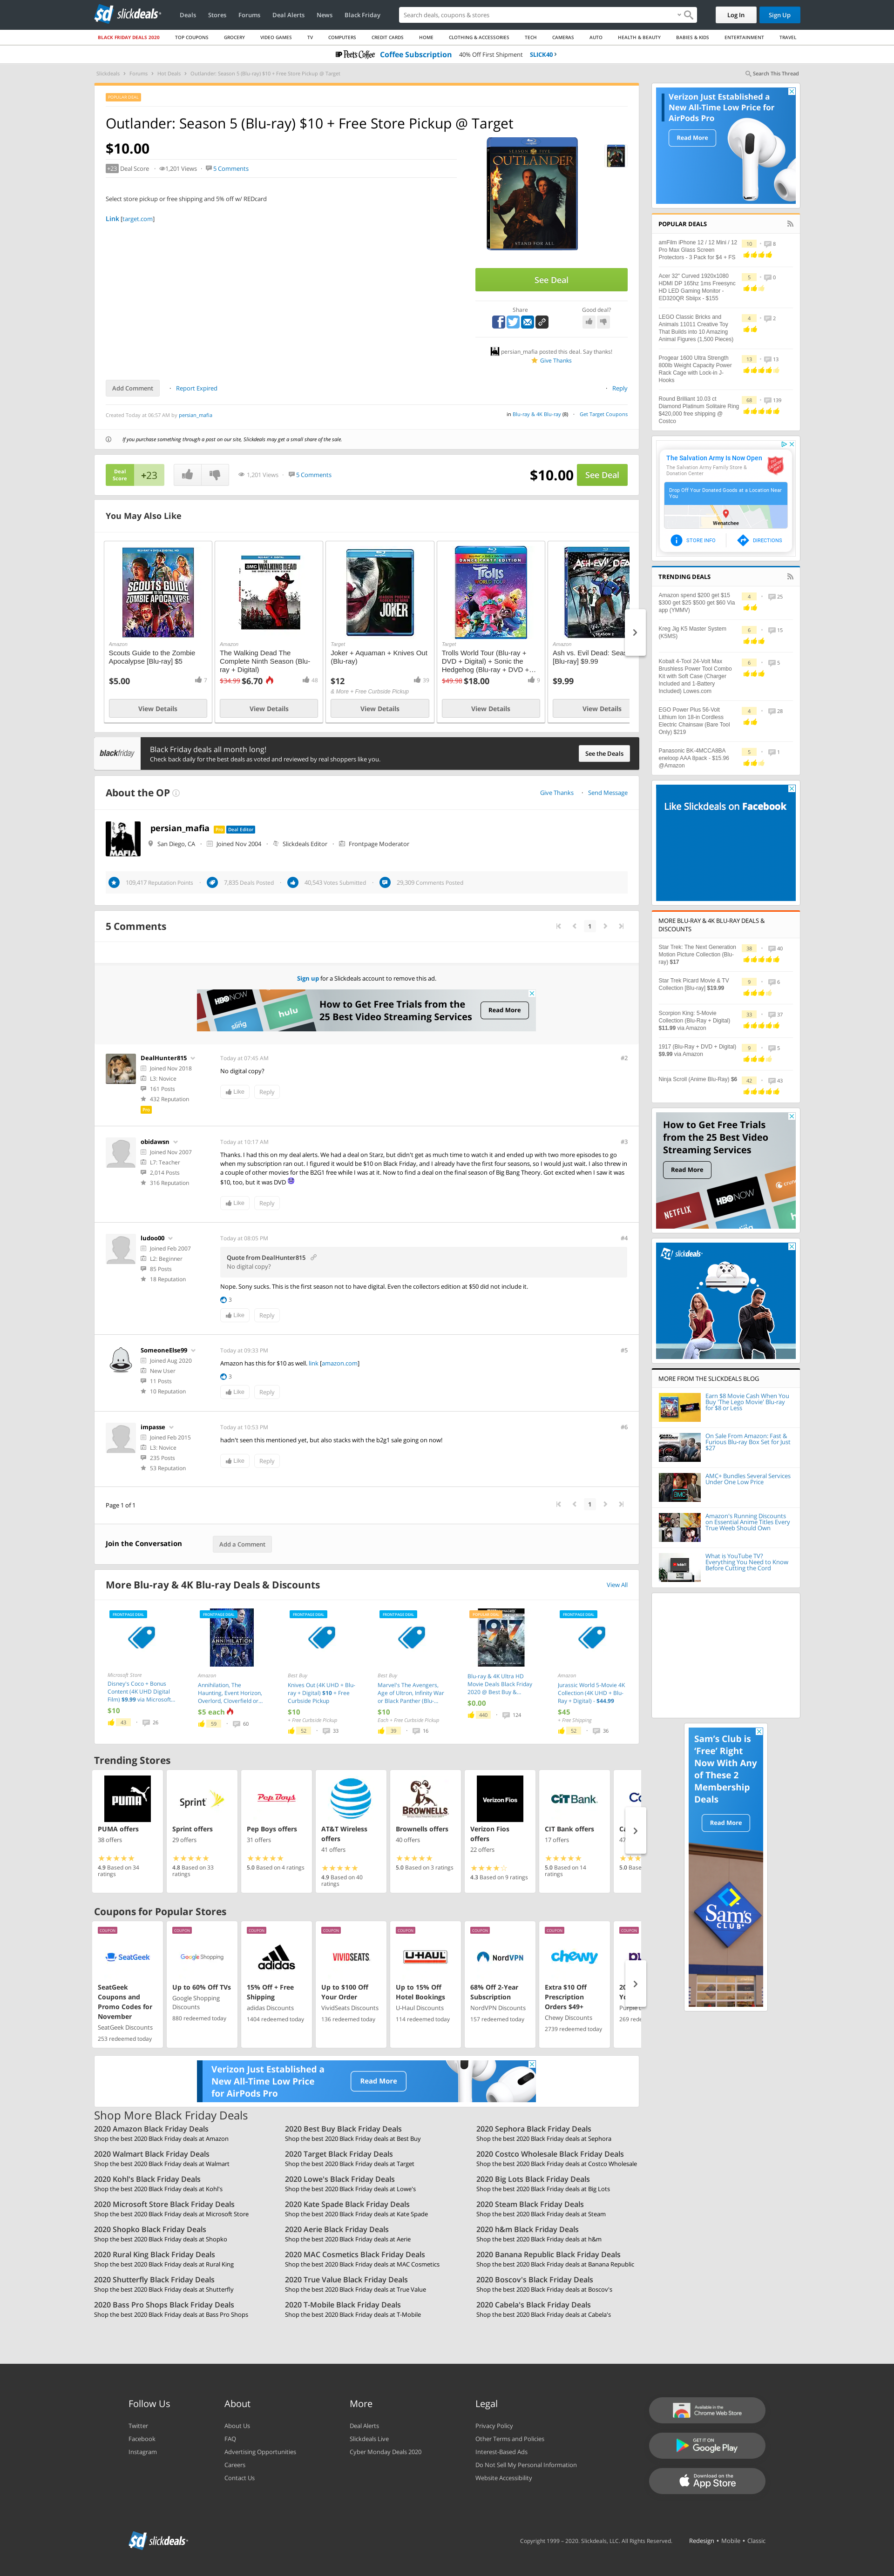 slickdeals
Deals Stores Forums Deal Alerts News Black Friday
Search deals, coupons & stores
Log In Sign Up
BLACK FRIDAY DEALS 2020 TOP COUPONS GROCERY VIDEO GAMES TV COMPUTERS CREDIT CARDS HOME CLOTHING & ACCESSORIES TECH CAMERAS AUTO HEALTH & BEAUTY BABIES & KIDS ENTERTAINMENT TRAVEL
Peet's Coffee Coffee Subscription 40% Off First Shipment SLICK40
Slickdeals Forums Hot Deals Outlander: Season 5 (Blu-ray) $10 + Free Store Pickup @ Target
Search This Thread
POPULAR DEAL
Outlander: Season 5 (Blu-ray) $10 + Free Store Pickup @ Target
$10.00
+23 Deal Score 1,201 Views 5 Comments
Select store pickup or free shipping and 5% off w/ REDcard
Link [target.com]
OUTLANDER
See Deal
Share Good deal?
persian_mafia posted this deal. Say thanks!
Give Thanks
Add Comment Report Expired Reply
Created Today at 06:57 AM by persian_mafia
in Blu-ray & 4K Blu-ray (8) Get Target Coupons
If you purchase something through a post on our site, Slickdeals may get a small share of the sale.
Deal Score +23 1,201 Views 5 Comments $10.00 See Deal
You May Also Like
Amazon
Scouts Guide to the Zombie Apocalypse [Blu-ray] $5
$5.00 7
View Details
Amazon
The Walking Dead The Complete Ninth Season (Blu-ray + Digital)
$34.99 $6.70 48
View Details
Target
Joker + Aquaman + Knives Out (Blu-ray)
$12 39
& More + Free Curbside Pickup
View Details
Target
Trolls World Tour (Blu-ray + DVD + Digital) + Sonic the Hedgehog (Blu-ray + DVD +...
$49.98 $18.00 9
View Details
Amazon
Ash vs. Evil Dead: Sea
[Blu-ray] $9.99
$9.99
View Details
blackfriday
Black Friday deals all month long!
Check back daily for the best deals as voted and reviewed by real shoppers like you.
See the Deals
About the OP
Give Thanks Send Message
persian_mafia Pro Deal Editor
San Diego, CA Joined Nov 2004 Slickdeals Editor Frontpage Moderator
109,417 Reputation Points 7,835 Deals Posted 40,543 Votes Submitted 29,309 Comments Posted
5 Comments
1
Sign up for a Slickdeals account to remove this ad.
How to Get Free Trials from the 25 Best Video Streaming Services
Read More
DealHunter815
Joined Nov 2018
L3: Novice
161 Posts
432 Reputation
Pro
Today at 07:45 AM #2
No digital copy?
Like Reply
obidawsn
Joined Nov 2007
L7: Teacher
2,014 Posts
316 Reputation
Today at 10:17 AM #3
Thanks. I had this on my deal alerts. We had a deal on Starz, but didn't get as much time to watch it and ended up with two more episodes to go
when my subscription ran out. I figured it would be $10 on Black Friday, and I already have the first four seasons, so I would just wait. I also threw in
a couple of other movies for the B2G1 free while I was at it. Now to find a deal on the final season of Big Bang Theory. Got excited when I saw it was
$10, too, but it was DVD
Like Reply
ludoo00
Joined Feb 2007
L2: Beginner
85 Posts
18 Reputation
Today at 08:05 PM #4
Quote from DealHunter815
No digital copy?
Nope. Sony sucks. This is the first season not to have digital. Even the collectors edition at $50 did not include it.
3
Like Reply
SomeoneElse99
Joined Aug 2020
New User
11 Posts
10 Reputation
Today at 09:33 PM #5
Amazon has this for $10 as well. link [amazon.com]
3
Like Reply
impasse
Joined Feb 2015
L3: Novice
235 Posts
53 Reputation
Today at 10:53 PM #6
hadn't seen this mentioned yet, but also stacks with the b2g1 sale going on now!
Like Reply
Page 1 of 1
1
Join the Conversation Add a Comment
More Blu-ray & 4K Blu-ray Deals & Discounts View All
FRONTPAGE DEAL
Microsoft Store
Disney's Coco + Bonus Content (4K UHD Digital Film) $9.99 via Microsoft...
$10
43 26
FRONTPAGE DEAL
Amazon
Annihilation, The Haunting, Event Horizon, Overlord, Cloverfield or...
$5 each
59 60
FRONTPAGE DEAL
Best Buy
Knives Out (4K UHD + Blu-ray + Digital) $10 + Free Curbside Pickup
$10
+ Free Curbside Pickup
52 33
FRONTPAGE DEAL
Best Buy
Marvel's The Avengers, Age of Ultron, Infinity War or Black Panther (Blu-...
$10
Each + Free Curbside Pickup
39 16
POPULAR DEAL
1917
Blu-ray & 4K Ultra HD Movie Deals Black Friday 2020 @ Best Buy &...
$0.00
440 124
FRONTPAGE DEAL
Amazon
Jurassic World 5-Movie 4K Collection (4K UHD + Blu-Ray + Digital) - $44.99
$45
+ Free Shipping
52 36
Trending Stores
PUMA offers
38 offers
4.9 Based on 34 ratings
Sprint offers
29 offers
4.8 Based on 33 ratings
Pep Boys offers
31 offers
5.0 Based on 4 ratings
AT&T Wireless offers
41 offers
4.9 Based on 40 ratings
Brownells offers
40 offers
5.0 Based on 3 ratings
Verizon Fios offers
22 offers
4.3 Based on 9 ratings
CIT Bank offers
17 offers
5.0 Based on 14 ratings
Coupons for Popular Stores
SeatGeek Coupons and Promo Codes for November
SeatGeek Discounts
253 redeemed today
Up to 60% Off TVs
Google Shopping Discounts
880 redeemed today
15% Off + Free Shipping
adidas Discounts
1404 redeemed today
Up to $100 Off Your Order
VividSeats Discounts
136 redeemed today
Up to 15% Off Hotel Bookings
U-Haul Discounts
114 redeemed today
68% Off 2-Year Subscription
NordVPN Discounts
157 redeemed today
Extra $10 Off Prescription Orders $49+
Chewy Discounts
2739 redeemed today
Verizon Just Established a New All-Time Low Price for AirPods Pro
Read More
Shop More Black Friday Deals
2020 Amazon Black Friday Deals
Shop the best 2020 Black Friday deals at Amazon
2020 Best Buy Black Friday Deals
Shop the best 2020 Black Friday deals at Best Buy
2020 Sephora Black Friday Deals
Shop the best 2020 Black Friday deals at Sephora
2020 Walmart Black Friday Deals
Shop the best 2020 Black Friday deals at Walmart
2020 Target Black Friday Deals
Shop the best 2020 Black Friday deals at Target
2020 Costco Wholesale Black Friday Deals
Shop the best 2020 Black Friday deals at Costco Wholesale
2020 Kohl's Black Friday Deals
Shop the best 2020 Black Friday deals at Kohl's
2020 Lowe's Black Friday Deals
Shop the best 2020 Black Friday deals at Lowe's
2020 Big Lots Black Friday Deals
Shop the best 2020 Black Friday deals at Big Lots
2020 Microsoft Store Black Friday Deals
Shop the best 2020 Black Friday deals at Microsoft Store
2020 Kate Spade Black Friday Deals
Shop the best 2020 Black Friday deals at Kate Spade
2020 Steam Black Friday Deals
Shop the best 2020 Black Friday deals at Steam
2020 Shopko Black Friday Deals
Shop the best 2020 Black Friday deals at Shopko
2020 Aerie Black Friday Deals
Shop the best 2020 Black Friday deals at Aerie
2020 h&m Black Friday Deals
Shop the best 2020 Black Friday deals at h&m
2020 Rural King Black Friday Deals
Shop the best 2020 Black Friday deals at Rural King
2020 MAC Cosmetics Black Friday Deals
Shop the best 2020 Black Friday deals at MAC Cosmetics
2020 Banana Republic Black Friday Deals
Shop the best 2020 Black Friday deals at Banana Republic
2020 Shutterfly Black Friday Deals
Shop the best 2020 Black Friday deals at Shutterfly
2020 True Value Black Friday Deals
Shop the best 2020 Black Friday deals at True Value
2020 Boscov's Black Friday Deals
Shop the best 2020 Black Friday deals at Boscov's
2020 Bass Pro Shops Black Friday Deals
Shop the best 2020 Black Friday deals at Bass Pro Shops
2020 T-Mobile Black Friday Deals
Shop the best 2020 Black Friday deals at T-Mobile
2020 Cabela's Black Friday Deals
Shop the best 2020 Black Friday deals at Cabela's
Verizon Just Established a New All-Time Low Price for AirPods Pro
Read More
POPULAR DEALS
amFilm iPhone 12 / 12 Mini / 12 Pro Max Glass Screen Protectors - 3 Pack for $4 + FS
10 8
Acer 32" Curved 1920x1080 HDMI DP 165hz 1ms Freesync HD LED Gaming Monitor - ED320QR Sbiipx - $155
5 0
LEGO Classic Bricks and Animals 11011 Creative Toy That Builds into 10 Amazing Animal Figures (1,500 Pieces)
4 2
Progear 1600 Ultra Strength 800lb Weight Capacity Power Rack Cage with Lock-in J-Hooks
13 13
Round Brilliant 10.03 ct Diamond Platinum Solitaire Ring $420,000 free shipping @ Costco
68 139
The Salvation Army Is Now Open
The Salvation Army Family Store & Donation Center
Drop Off Your Donated Goods at a Location Near You
Wenatchee
STORE INFO DIRECTIONS
TRENDING DEALS
Amazon spend $200 get $15 $300 get $25 $500 get $60 Via app (YMMV)
4 25
Kreg Jig K5 Master System (K5MS)
6 15
Kobalt 4-Tool 24-Volt Max Brushless Power Tool Combo Kit with Soft Case (Charger Included and 1-Battery Included) Lowes.com
6 5
EGO Power Plus 56-Volt Lithium Ion 18-in Cordless Electric Chainsaw (Bare Tool Only) $219
4 28
Panasonic BK-4MCCA8BA eneloop AAA 8pack - $15.96 @Amazon
5 1
Like Slickdeals on Facebook
MORE BLU-RAY & 4K BLU-RAY DEALS & DISCOUNTS
Star Trek: The Next Generation Motion Picture Collection (Blu-ray) $17
38 40
Star Trek Picard Movie & TV Collection [Blu-ray] $19.99
9 6
Scorpion King: 5-Movie Collection (Blu-Ray + Digital) $11.99 via Amazon
33 37
1917 (Blu-Ray + DVD + Digital) $9.99 via Amazon
9 5
Ninja Scroll (Anime Blu-Ray) $6
42 43
How to Get Free Trials from the 25 Best Video Streaming Services
Read More
slickdeals
MORE FROM THE SLICKDEALS BLOG
Earn $8 Movie Cash When You Buy 'The Lego Movie' Blu-ray for $8 or Less
On Sale From Amazon: Fast & Furious Blu-ray Box Set for Just $27
AMC+ Bundles Several Services Under One Low Price
Amazon's Running Discounts on Essential Anime Titles Every True Weeb Should Own
What is YouTube TV? Everything You Need to Know Before Cutting the Cord
Sam's Club is 'Free' Right Now With Any of These 2 Membership Deals
Read More
Sam's CLUB
Follow Us
Twitter
Facebook
Instagram
About
About Us
FAQ
Advertising Opportunities
Careers
Contact Us
More
Deal Alerts
Slickdeals Live
Cyber Monday Deals 2020
Legal
Privacy Policy
Other Terms and Policies
Interest-Based Ads
Do Not Sell My Personal Information
Website Accessibility
Available in the Chrome Web Store
GET IT ON Google Play
Download on the App Store
slickdeals
Copyright 1999 – 2020. Slickdeals, LLC. All Rights Reserved. Redesign • Mobile • Classic